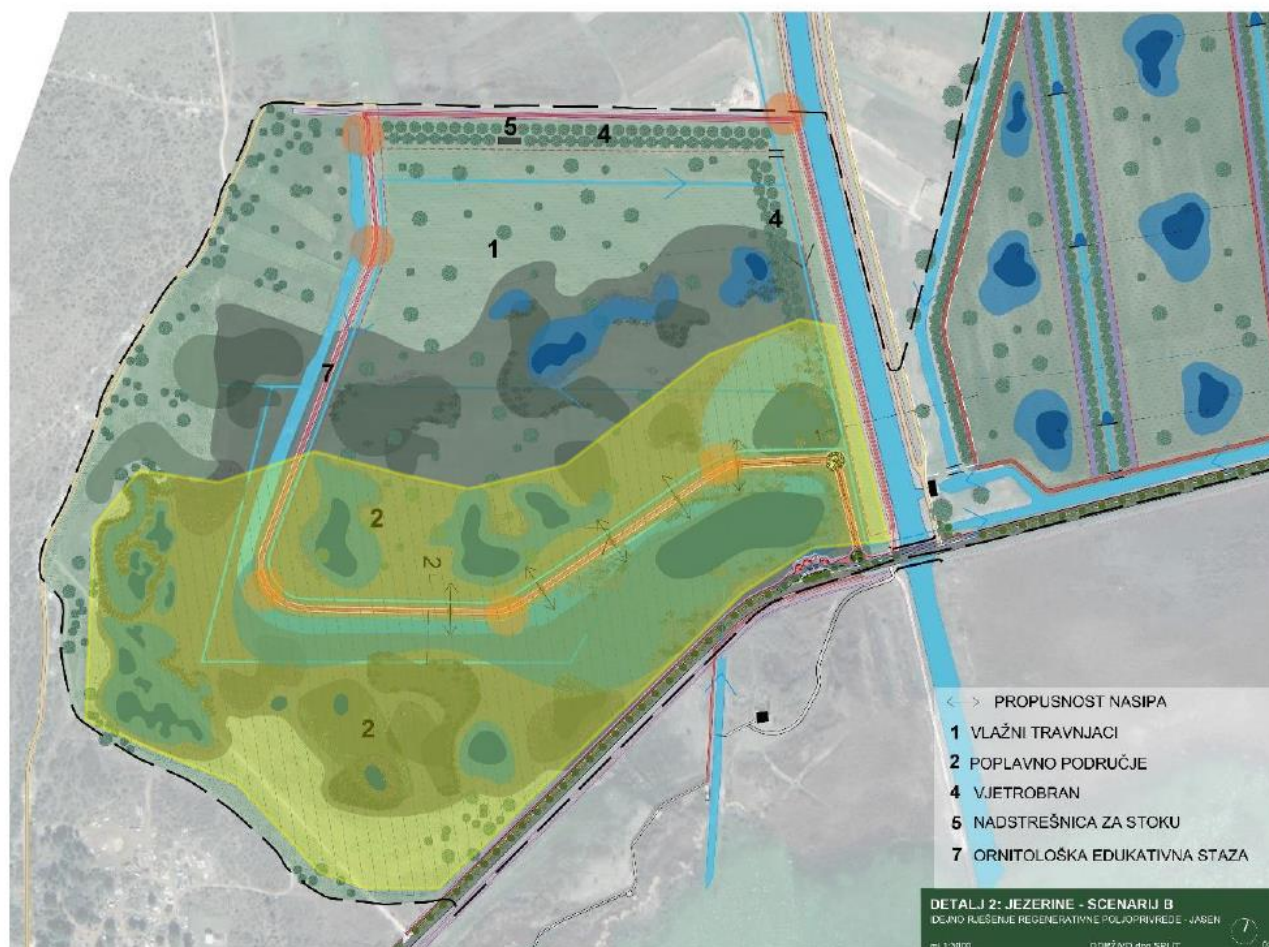 5
4
1
4
7
2
2
2
<- -> PROPUSNOST NASIPA
1 VLAŽNI TRAVNJACI
2 POPLAVNO PODRUČJE
4 VJETROBRAN
5 NADSTREŠNICA ZA STOKU
7 ORNITOLOŠKA EDUKATIVNA STAZA
DETALJ 2: JEZERINE - SCENARIJ B
IDEJNO RJEŠENJE REGENERATIVNE POLJOPRIVREDE - JASEN
7